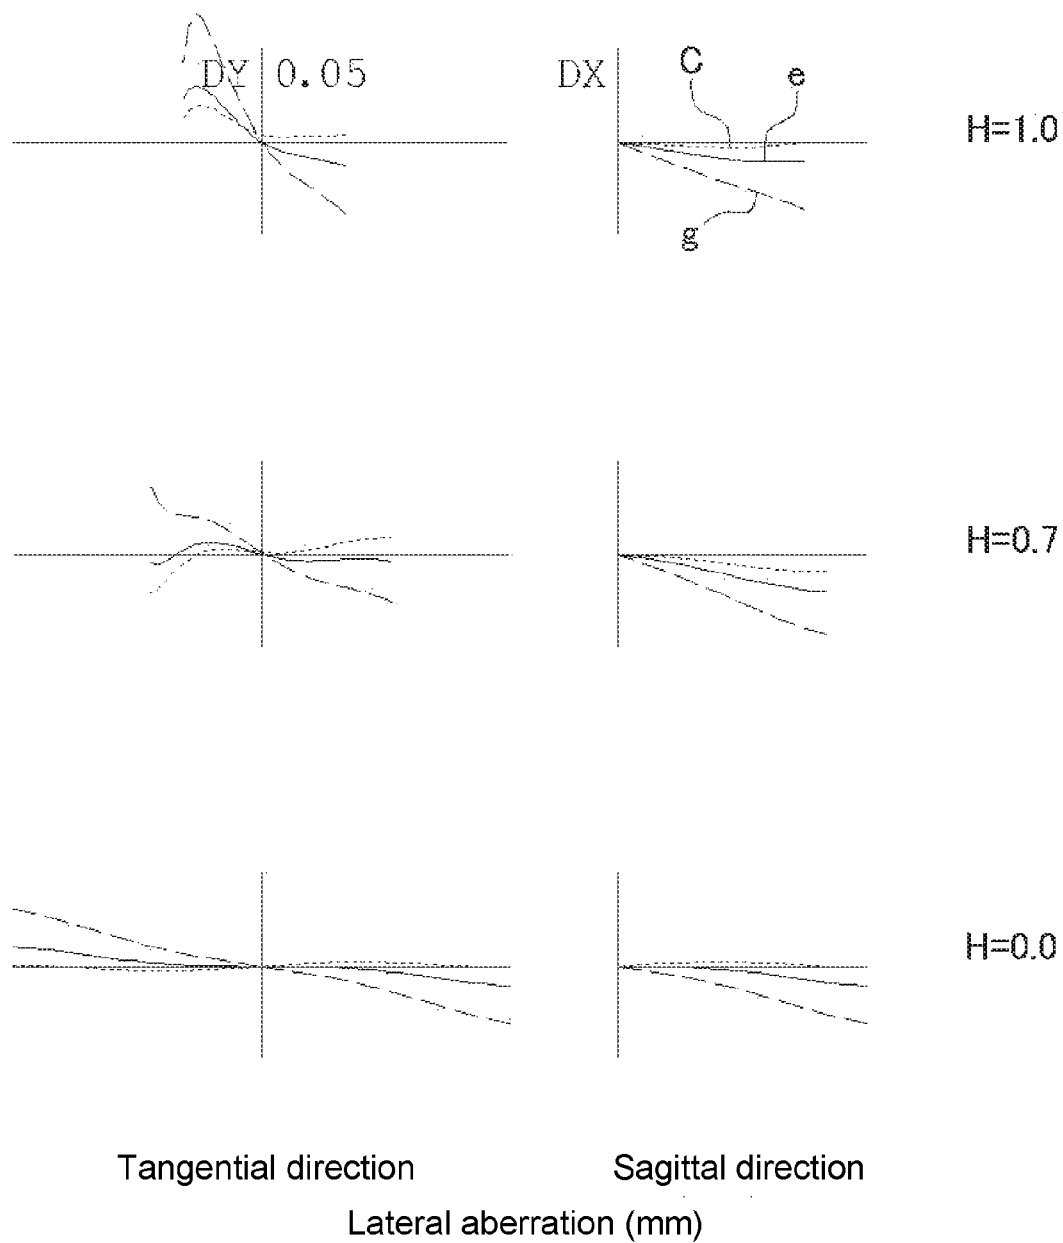 DY 0.05 DX C e H=1.0
g
H=0.7
H=0.0
Tangential direction Sagittal direction
Lateral aberration (mm)